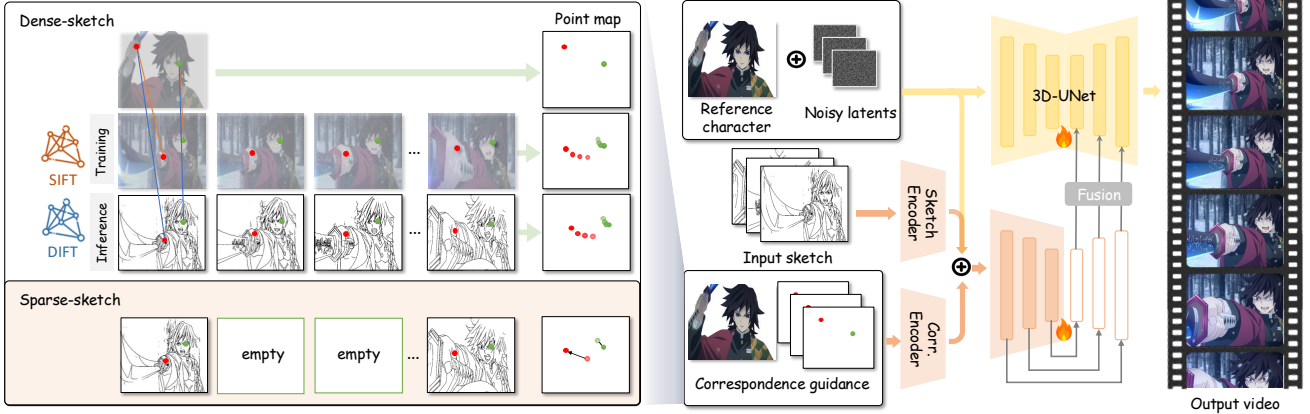 Dense-sketch
Point map
SIFT
Training
...
DIFT
Inference
...
Sparse-sketch
empty
empty
...
Reference
character
Noisy latents
3D-UNet
Sketch
Encoder
Fusion
Input sketch
Corr.
Encoder
Correspondence guidance
Output video